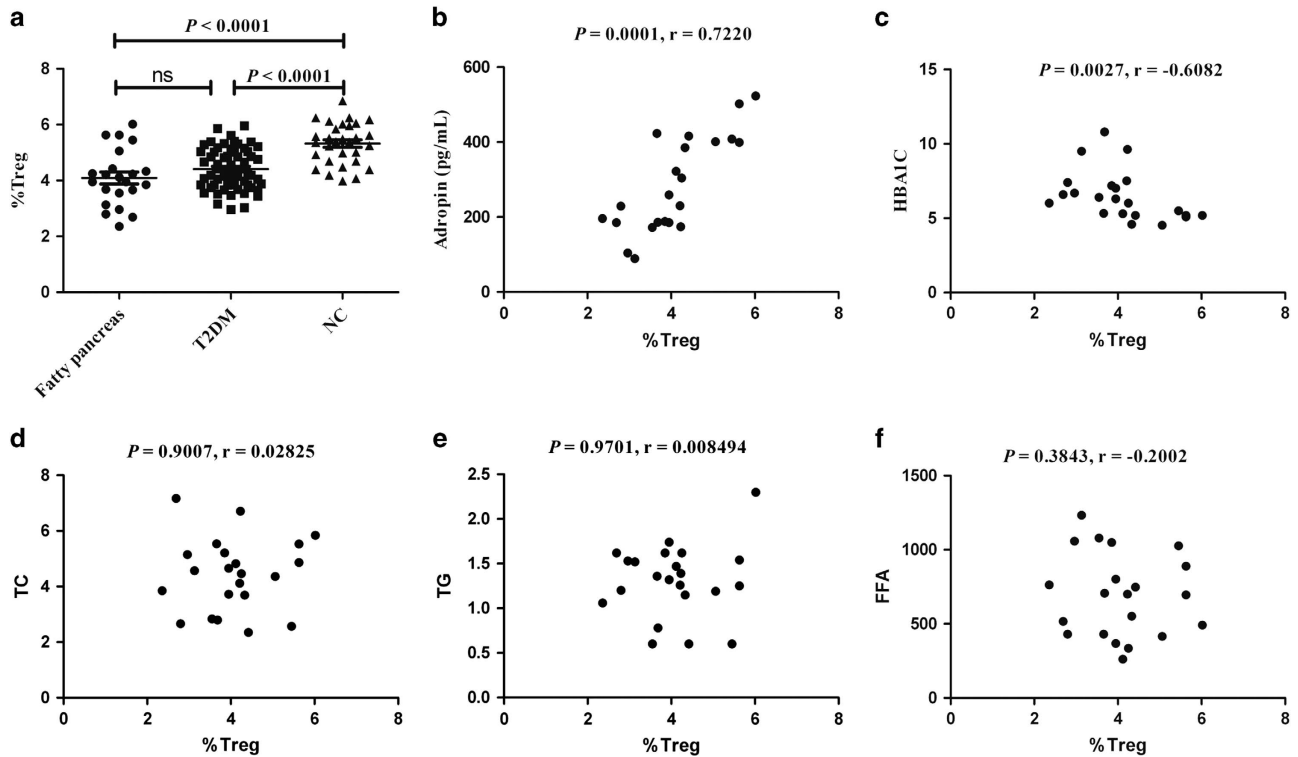 a
P < 0.0001
ns
P < 0.0001
8
6
4
2
0
%Treg
Fatty pancreas
T2DM
NC
b
P = 0.0001, r = 0.7220
600
400
200
0
Adropin (pg/mL)
0 2 4 6 8
%Treg
c
P = 0.0027, r = -0.6082
15
10
5
0
HBA1C
0 2 4 6 8
%Treg
d
P = 0.9007, r = 0.02825
8
6
4
2
0
TC
0 2 4 6 8
%Treg
e
P = 0.9701, r = 0.008494
2.5
2.0
1.5
1.0
0.5
0.0
TG
0 2 4 6 8
%Treg
f
P = 0.3843, r = -0.2002
1500
1000
500
0
FFA
0 2 4 6 8
%Treg